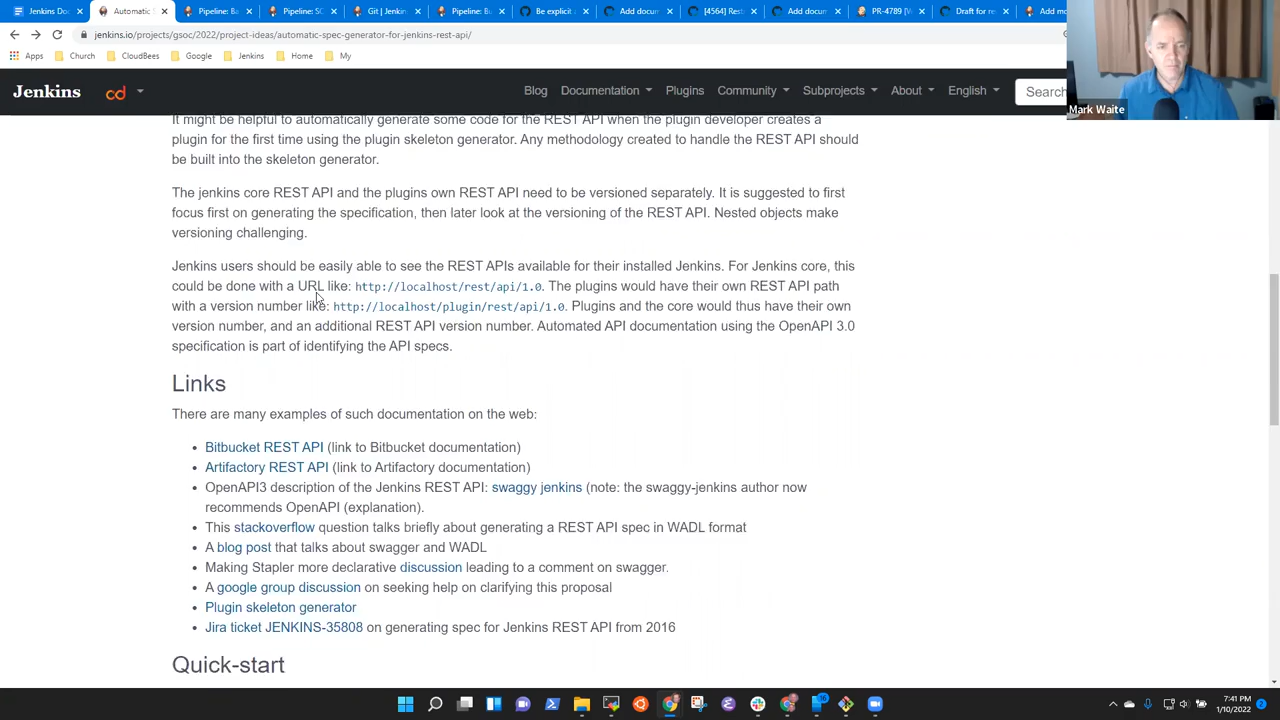 Jenkins Doc
Automatic S
Pipeline: Ba
Pipeline: SC
Git | Jenkin
Pipeline: Bu
Be explicit
Add docum
[4564] Rest
Add docum
PR-4789 [W
Draft for re
Add mo
jenkins.io/projects/gsoc/2022/project-ideas/automatic-spec-generator-for-jenkins-rest-api/
Apps Church CloudBees Google Jenkins Home My
Jenkins cd Blog Documentation Plugins Community Subprojects About English Search
Mark Waite
It might be helpful to automatically generate some code for the REST API when the plugin developer creates a
plugin for the first time using the plugin skeleton generator. Any methodology created to handle the REST API should
be built into the skeleton generator.
The jenkins core REST API and the plugins own REST API need to be versioned separately. It is suggested to first
focus first on generating the specification, then later look at the versioning of the REST API. Nested objects make
versioning challenging.
Jenkins users should be easily able to see the REST APIs available for their installed Jenkins. For Jenkins core, this
could be done with a URL like: http://localhost/rest/api/1.0. The plugins would have their own REST API path
with a version number like: http://localhost/plugin/rest/api/1.0. Plugins and the core would thus have their own
version number, and an additional REST API version number. Automated API documentation using the OpenAPI 3.0
specification is part of identifying the API specs.
Links
There are many examples of such documentation on the web:
• Bitbucket REST API (link to Bitbucket documentation)
• Artifactory REST API (link to Artifactory documentation)
• OpenAPI3 description of the Jenkins REST API: swaggy jenkins (note: the swaggy-jenkins author now
recommends OpenAPI (explanation).
• This stackoverflow question talks briefly about generating a REST API spec in WADL format
• A blog post that talks about swagger and WADL
• Making Stapler more declarative discussion leading to a comment on swagger.
• A google group discussion on seeking help on clarifying this proposal
• Plugin skeleton generator
• Jira ticket JENKINS-35808 on generating spec for Jenkins REST API from 2016
Quick-start
7:41 PM
1/10/2022